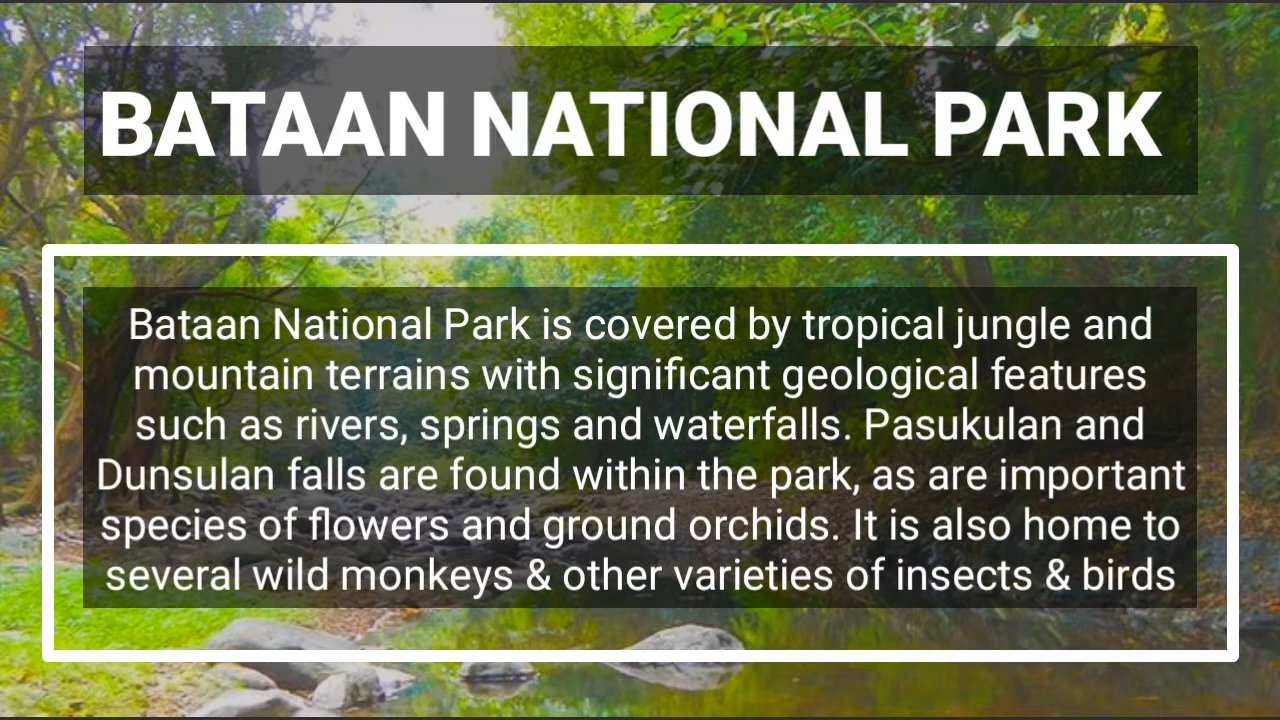 BATAAN NATIONAL PARK
Bataan National Park is covered by tropical jungle and
mountain terrains with significant geological features
such as rivers, springs and waterfalls. Pasukulan and
Dunsulan falls are found within the park, as are important
species of flowers and ground orchids. It is also home to
several wild monkeys & other varieties of insects & birds